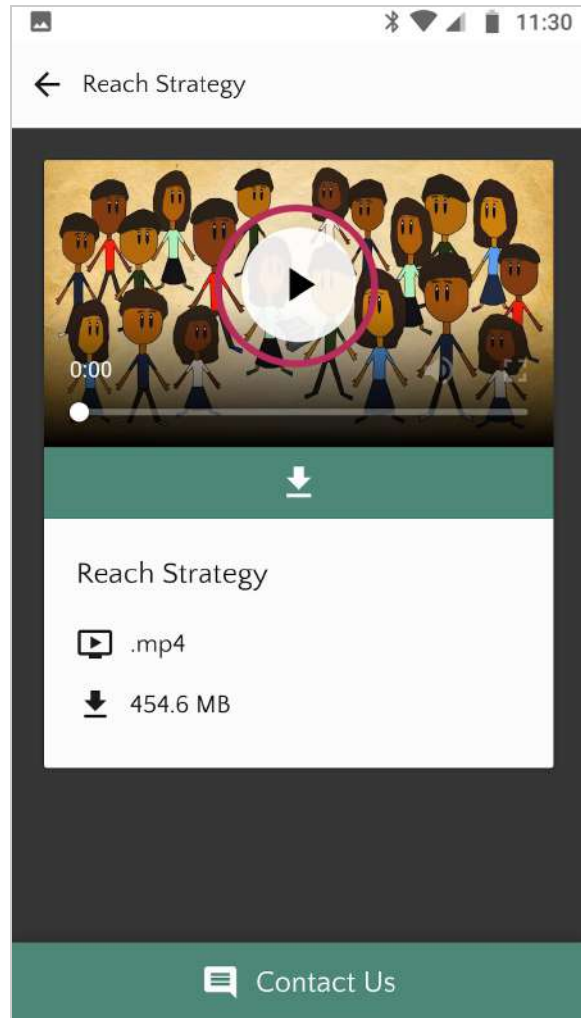 11:30
Reach Strategy
0:00
Reach Strategy
.mp4
454.6 MB
Contact Us